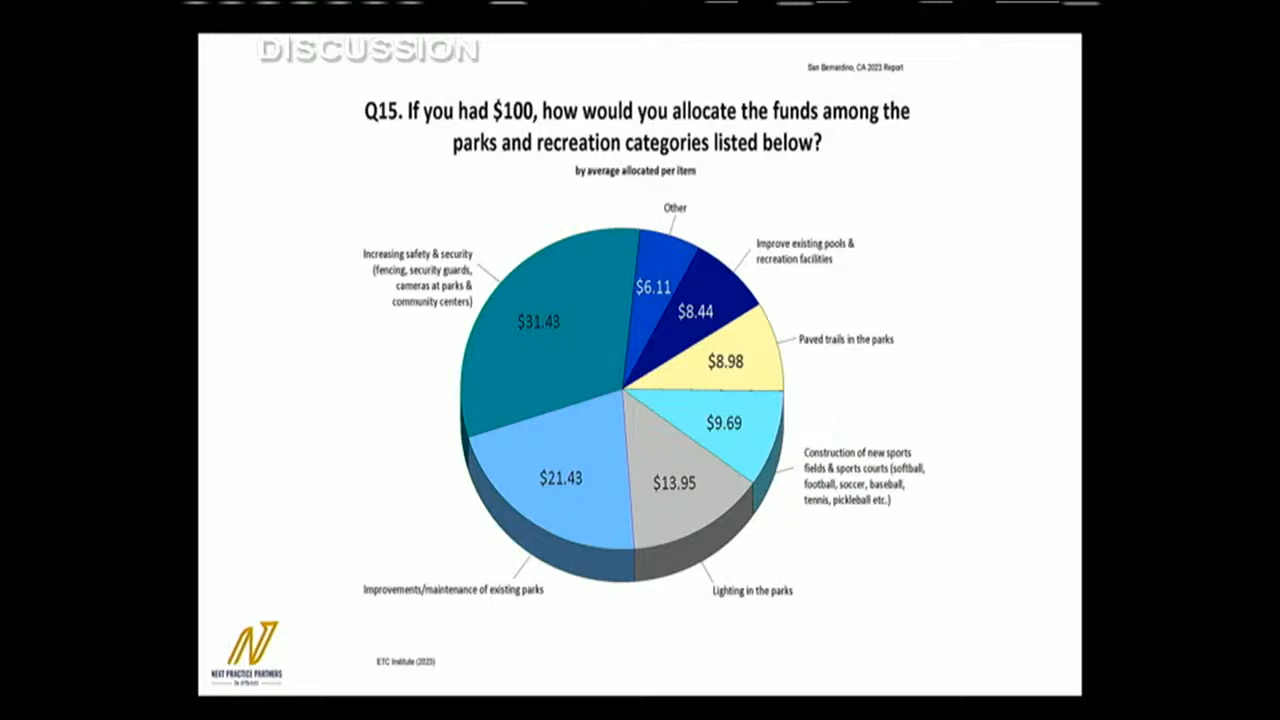 DISCUSSION
San Bernardino, CA 2023 Report
Q15. If you had $100, how would you allocate the funds among the
parks and recreation categories listed below?
by average allocated per item
Other
Improve existing pools &
recreation facilities
Increasing safety & security
(fencing, security guards,
cameras at parks &
community centers)
$6.11
$8.44
$31.43
Paved trails in the parks
$8.98
$9.69
Construction of new sports
fields & sports courts (softball,
football, soccer, baseball,
tennis, pickleball etc.)
$21.43
$13.95
Improvements/maintenance of existing parks
Lighting in the parks
NEXT PRACTICE PARTNERS
ETC Institute (2023)